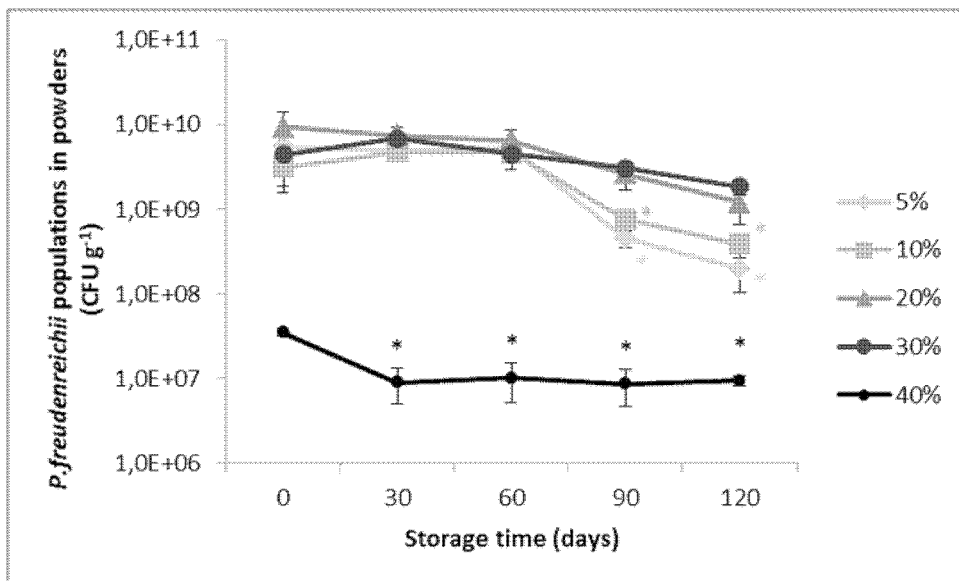 P.freudenreichii populations in powders
(CFU g⁻¹)
1,0E+11
1,0E+10
1,0E+09
1,0E+08
1,0E+07
1,0E+06
* *
* *
* * * *
0 30 60 90 120
Storage time (days)
5%
10%
20%
30%
40%